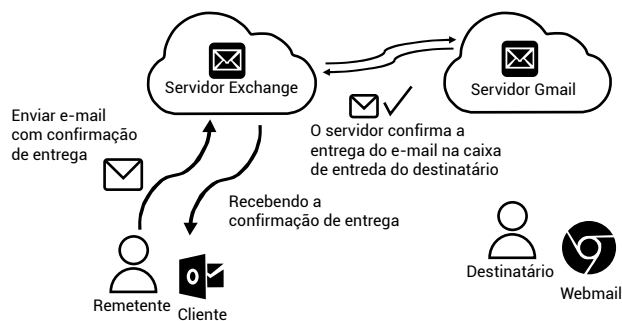 Servidor Exchange
Servidor Gmail
Enviar e-mail
com confirmação
de entrega
O servidor confirma a
entrega do e-mail na caixa
de entreda do destinatário
Recebendo a
confirmação de entrega
Remetente
Cliente
Destinatário
Webmail